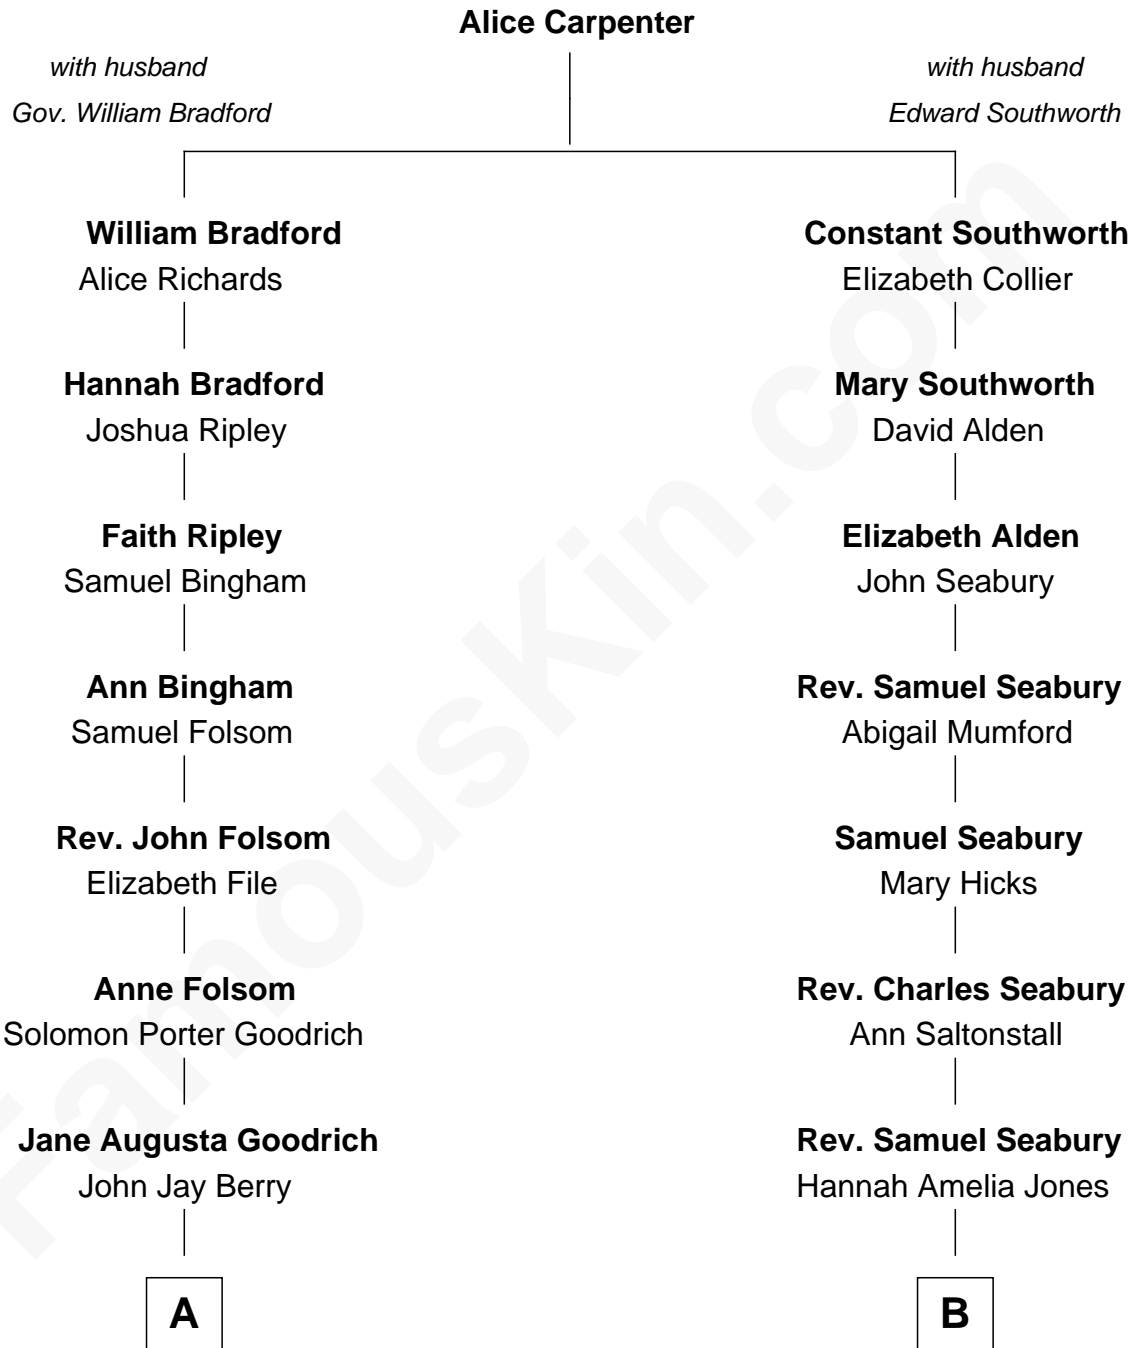 Alice Carpenter
with husband
Gov. William Bradford
with husband
Edward Southworth
William Bradford
Alice Richards
Constant Southworth
Elizabeth Collier
Hannah Bradford
Joshua Ripley
Mary Southworth
David Alden
Faith Ripley
Samuel Bingham
Elizabeth Alden
John Seabury
Ann Bingham
Samuel Folsom
Rev. Samuel Seabury
Abigail Mumford
Rev. John Folsom
Elizabeth File
Samuel Seabury
Mary Hicks
Anne Folsom
Solomon Porter Goodrich
Rev. Charles Seabury
Ann Saltonstall
Jane Augusta Goodrich
John Jay Berry
Rev. Samuel Seabury
Hannah Amelia Jones
A
B
FamousKin.com